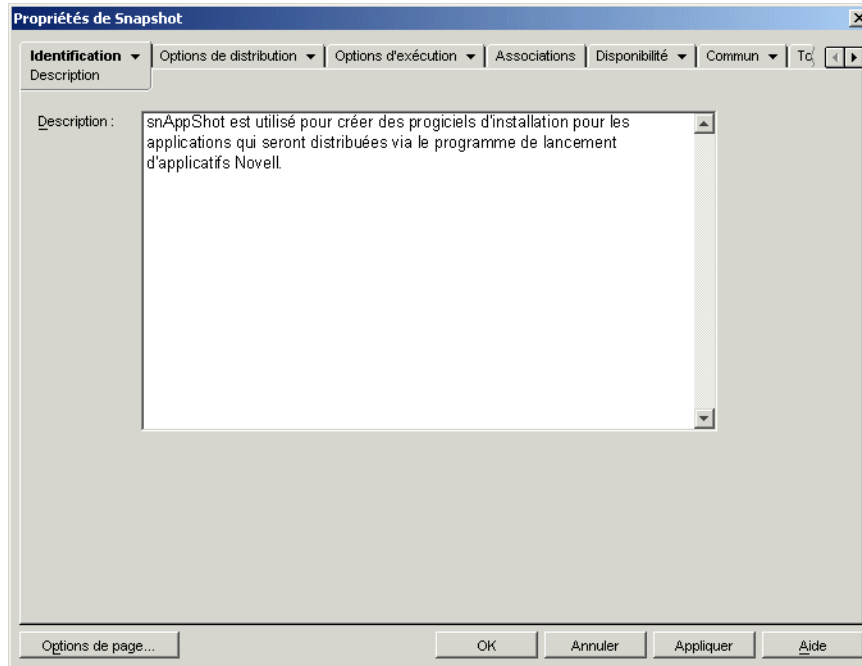 Propriétés de Snapshot
Identification Options de distribution Options d'exécution Associations Disponibilité Commun
Description
Description :
snAppShot est utilisé pour créer des progiciels d'installation pour les
applications qui seront distribuées via le programme de lancement
d'applicatifs Novell.
Options de page... OK Annuler Appliquer Aide